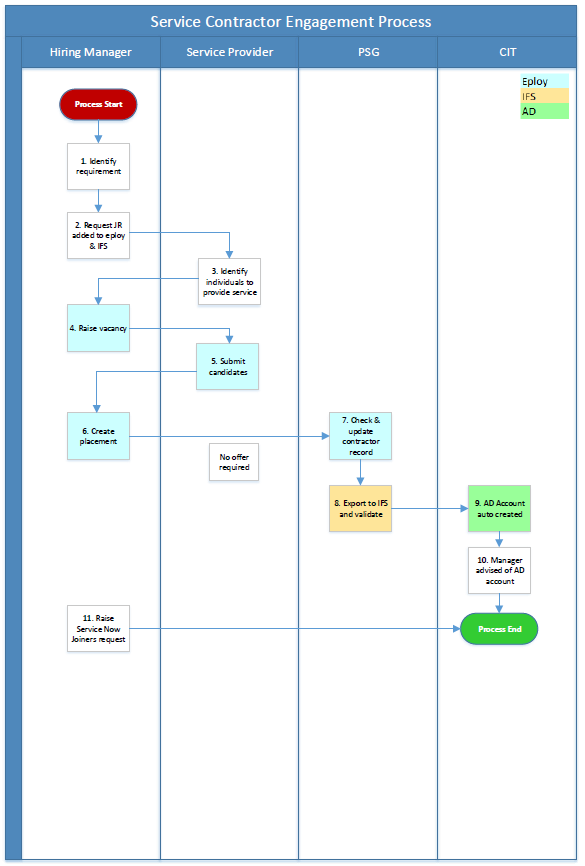 Service Contractor Engagement Process
Hiring Manager
Service Provider
PSG
CIT
Eploy
IFS
AD
Process Start
1. Identify
requirement
2. Request JR
added to eploy
& IFS
3. Identify
individuals to
provide service
4. Raise vacancy
5. Submit
candidates
6. Create
placement
7. Check &
update
contractor
record
No offer
required
8. Export to IFS
and validate
9. AD Account
auto created
10. Manager
advised of AD
account
11. Raise
Service Now
Joiners request
Process End